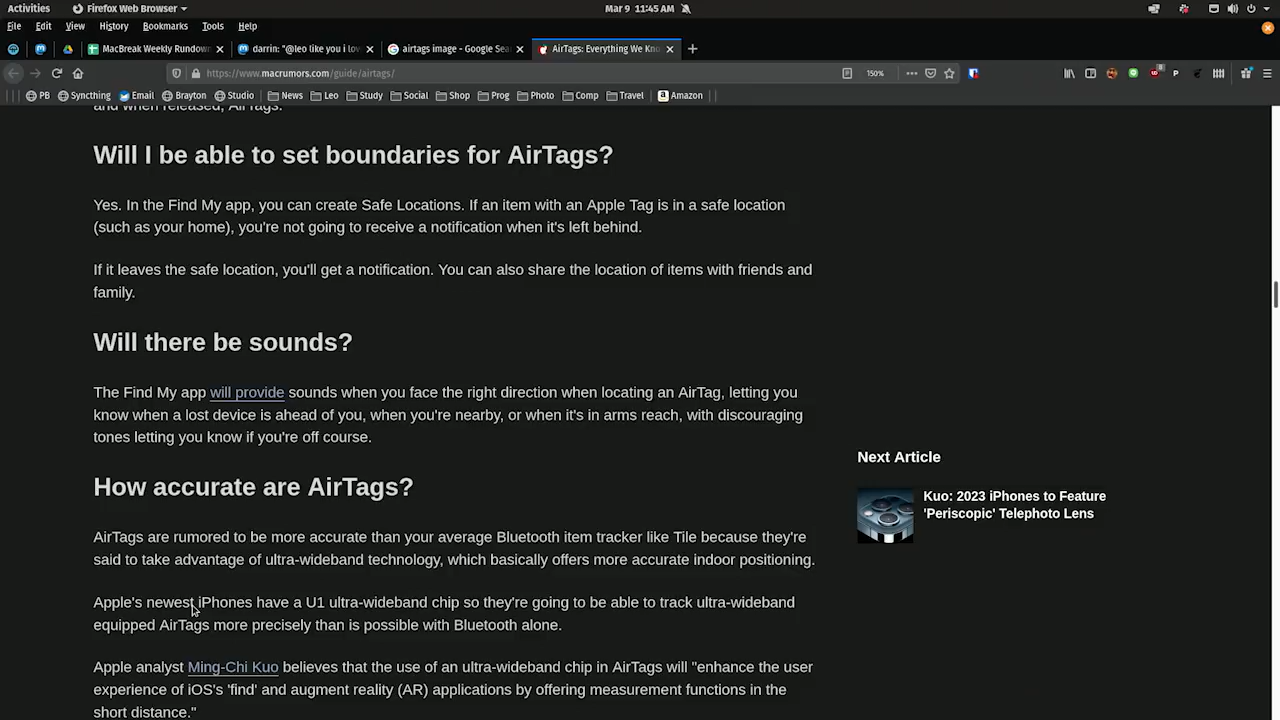 Activities
Firefox Web Browser
Mar 9 11:45 AM
File Edit View History Bookmarks Tools Help
MacBreak Weekly Rundown
darrin: "@leo like you i lov
airtags image - Google Sea
AirTags: Everything We Kno
https://www.macrumors.com/guide/airtags/
150%
PB Syncthing Email Brayton Studio News Leo Study Social Shop Prog Photo Comp Travel Amazon
and when released, AirTags.
Will I be able to set boundaries for AirTags?
Yes. In the Find My app, you can create Safe Locations. If an item with an Apple Tag is in a safe location
(such as your home), you're not going to receive a notification when it's left behind.
If it leaves the safe location, you'll get a notification. You can also share the location of items with friends and
family.
Will there be sounds?
The Find My app will provide sounds when you face the right direction when locating an AirTag, letting you
know when a lost device is ahead of you, when you're nearby, or when it's in arms reach, with discouraging
tones letting you know if you're off course.
How accurate are AirTags?
AirTags are rumored to be more accurate than your average Bluetooth item tracker like Tile because they're
said to take advantage of ultra-wideband technology, which basically offers more accurate indoor positioning.
Apple's newest iPhones have a U1 ultra-wideband chip so they're going to be able to track ultra-wideband
equipped AirTags more precisely than is possible with Bluetooth alone.
Apple analyst Ming-Chi Kuo believes that the use of an ultra-wideband chip in AirTags will "enhance the user
experience of iOS's 'find' and augment reality (AR) applications by offering measurement functions in the
short distance."
Next Article
Kuo: 2023 iPhones to Feature
'Periscopic' Telephoto Lens